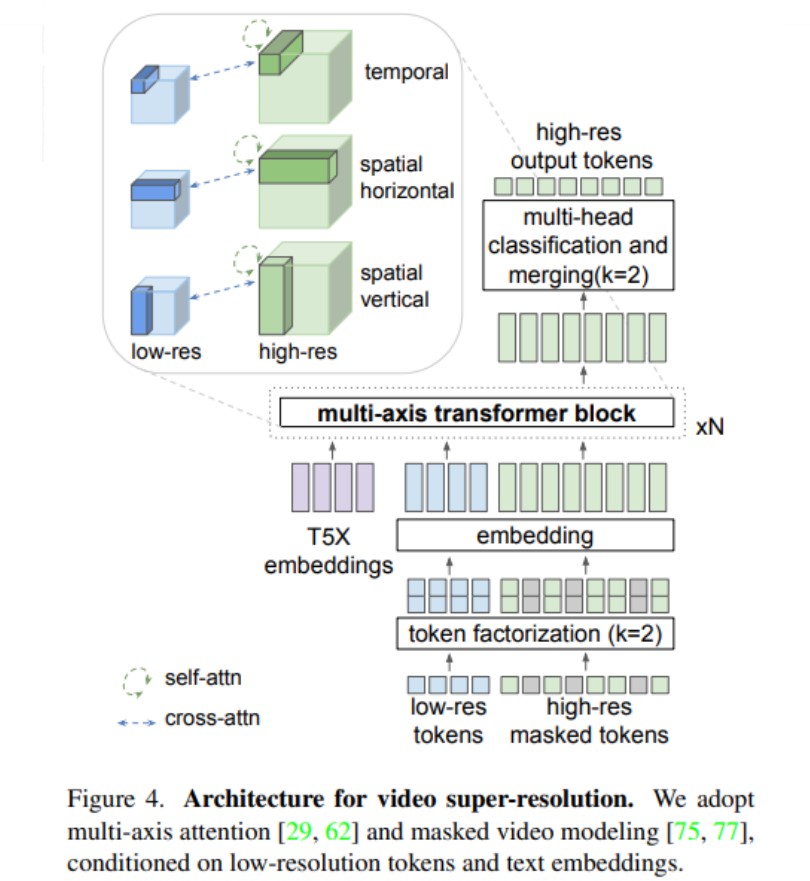 temporal
spatial
horizontal
spatial
vertical
low-res
high-res
high-res
output tokens
multi-head
classification and
merging(k=2)
multi-axis transformer block
xN
T5X
embeddings
embedding
token factorization (k=2)
low-res
tokens
high-res
masked tokens
self-attn
cross-attn
Figure 4. Architecture for video super-resolution. We adopt
multi-axis attention [29, 62] and masked video modeling [75, 77],
conditioned on low-resolution tokens and text embeddings.